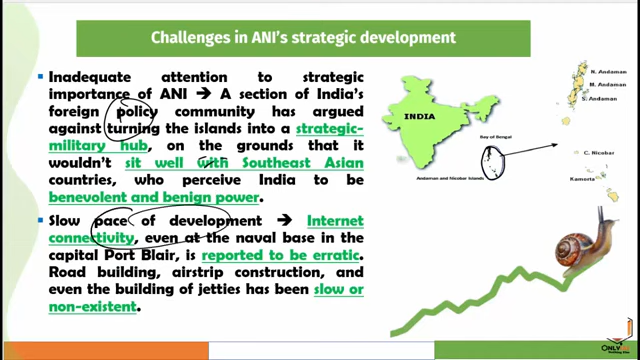 Challenges in ANI's strategic development
Inadequate attention to strategic
importance of ANI ➔ A section of India's
foreign policy community has argued
against turning the islands into a strategic-
military hub, on the grounds that it
wouldn't sit well with Southeast Asian
countries, who perceive India to be
benevolent and benign power.
Slow pace of development ➔ Internet
connectivity, even at the naval base in the
capital Port Blair, is reported to be erratic.
Road building, airstrip construction, and
even the building of jetties has been slow or
non-existent.
INDIA
Bay of Bengal
Andaman and Nicobar Islands
N. Andaman
M. Andaman
S. Andaman
C. Nicobar
Kamorta